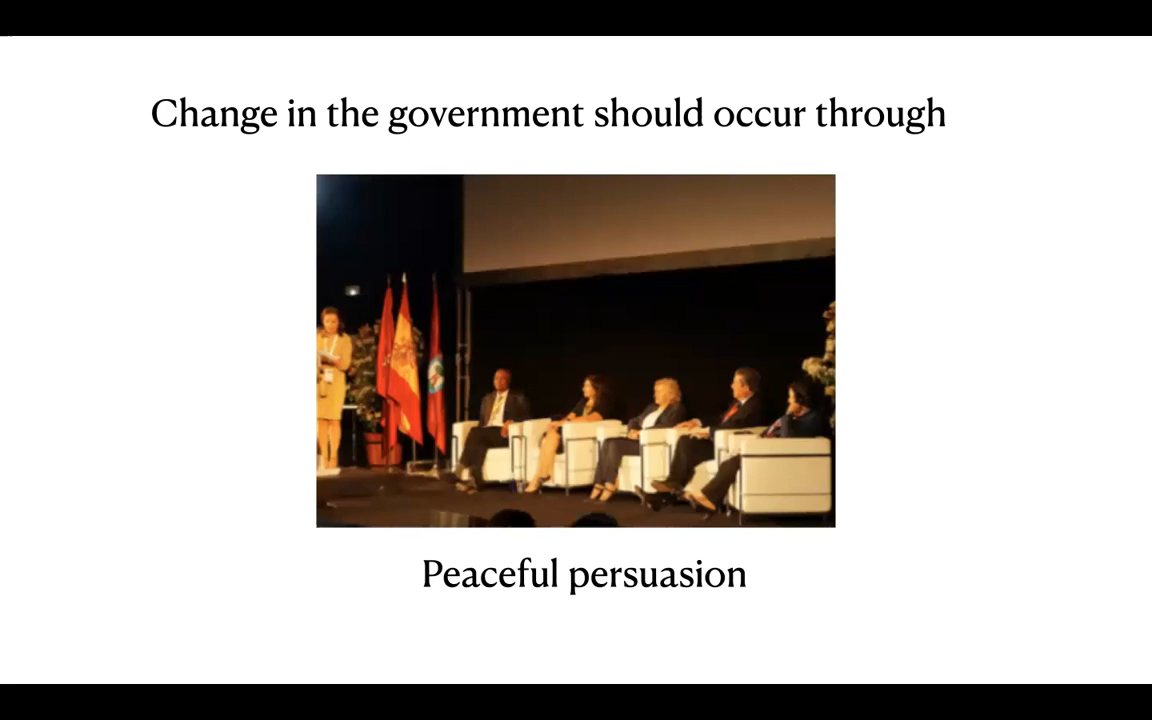 Change in the government should occur through
Peaceful persuasion